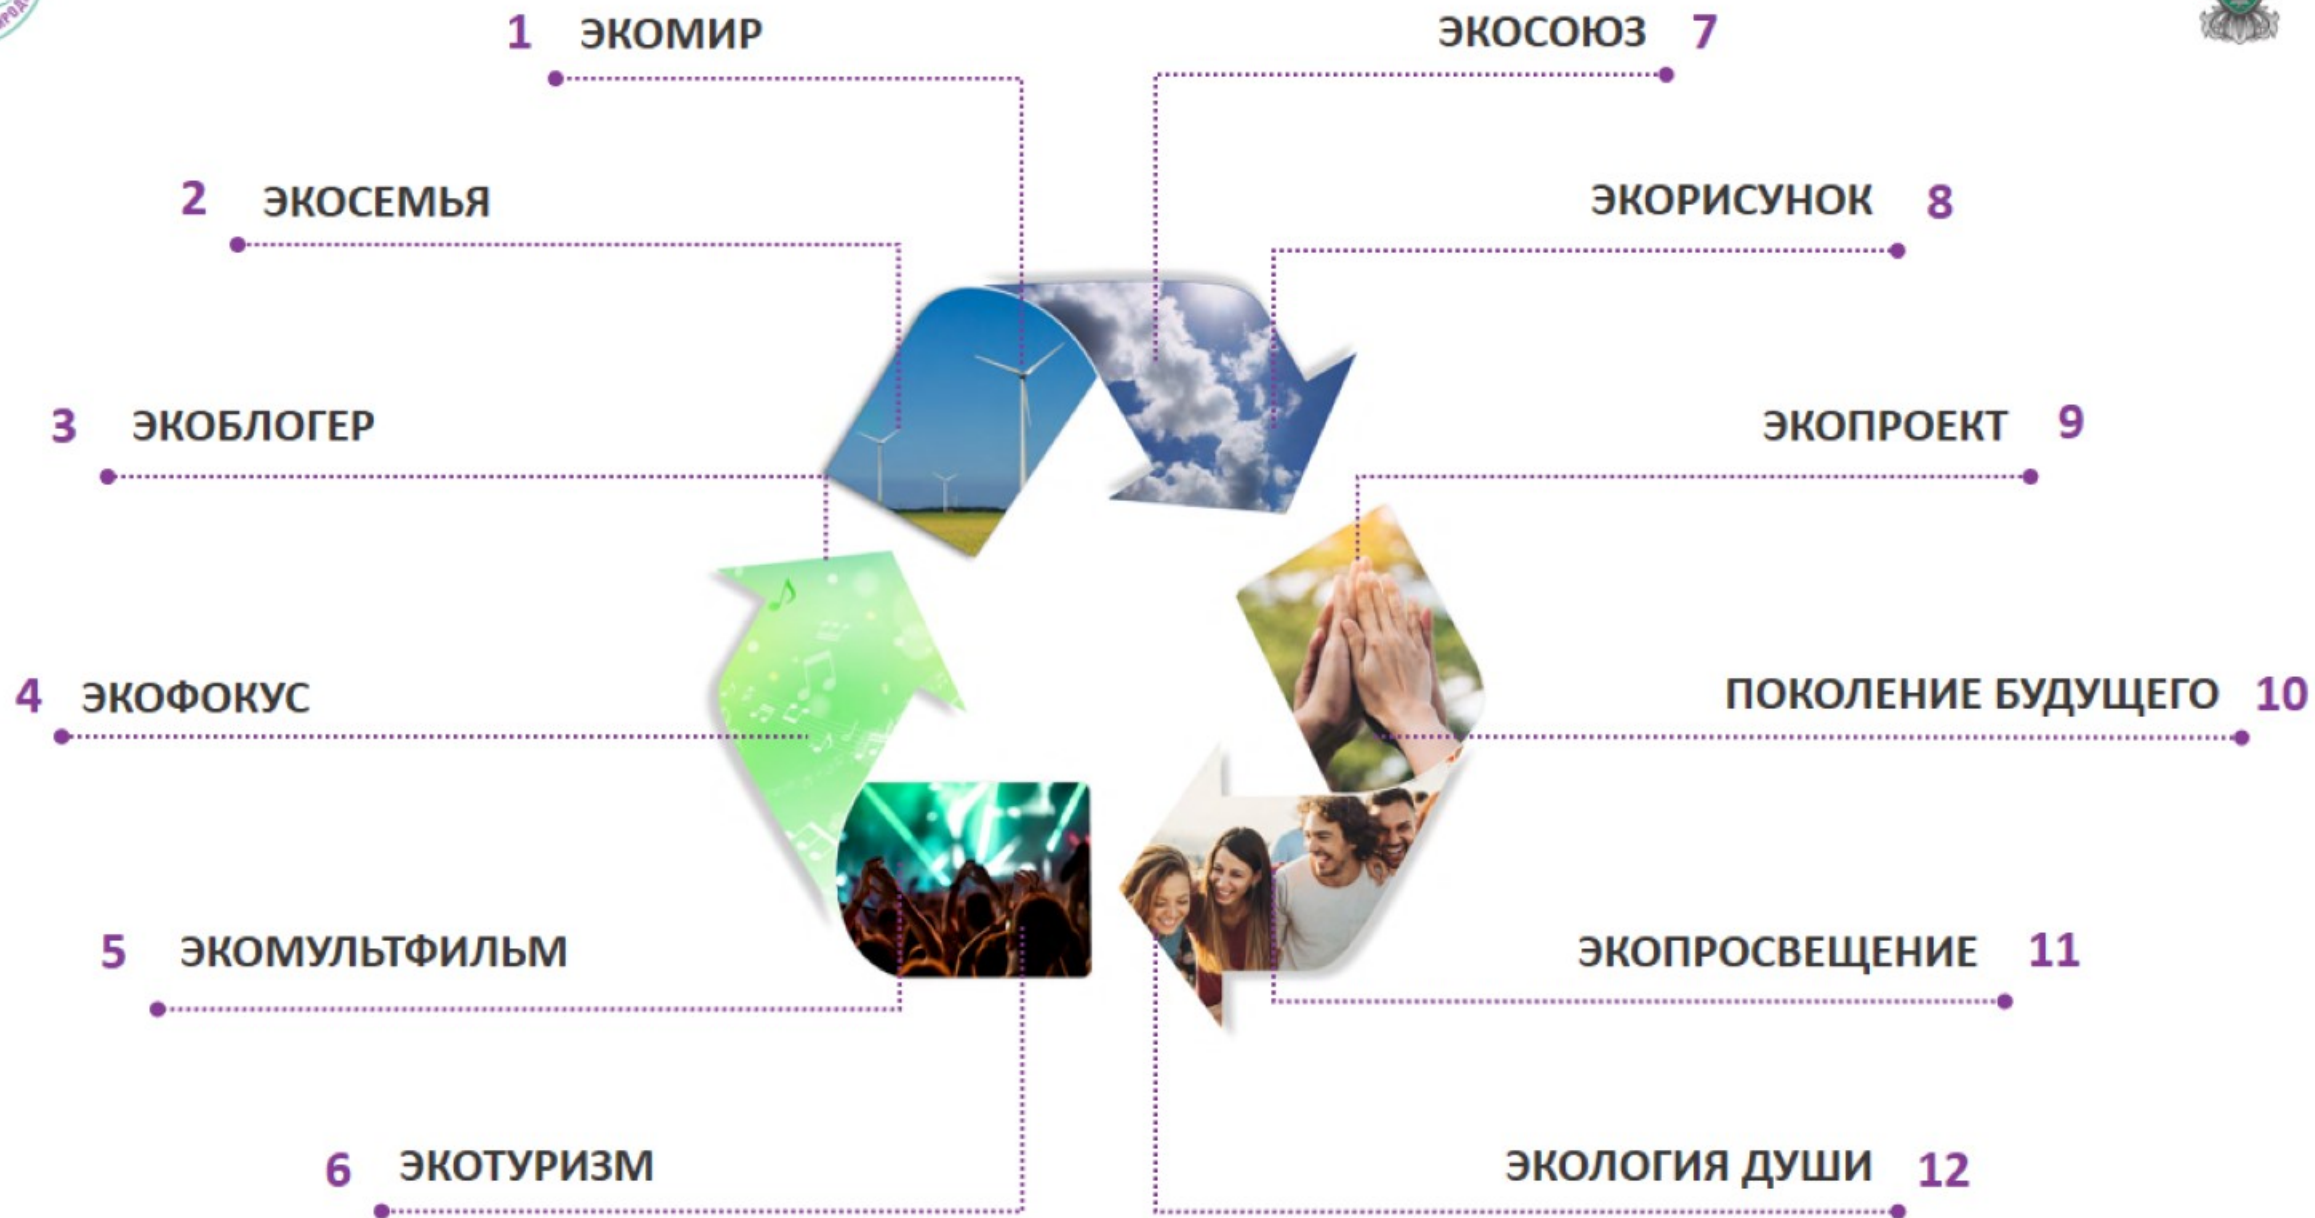 1 ЭКОМИР
2 ЭКОСЕМЬЯ
3 ЭКОБЛОГЕР
4 ЭКОФОКУС
5 ЭКОМУЛЬТФИЛЬМ
6 ЭКОТУРИЗМ
ЭКОСОЮЗ 7
ЭКОРИСУНОК 8
ЭКОПРОЕКТ 9
ПОКОЛЕНИЕ БУДУЩЕГО 10
ЭКОПРОСВЕЩЕНИЕ 11
ЭКОЛОГИЯ ДУШИ 12